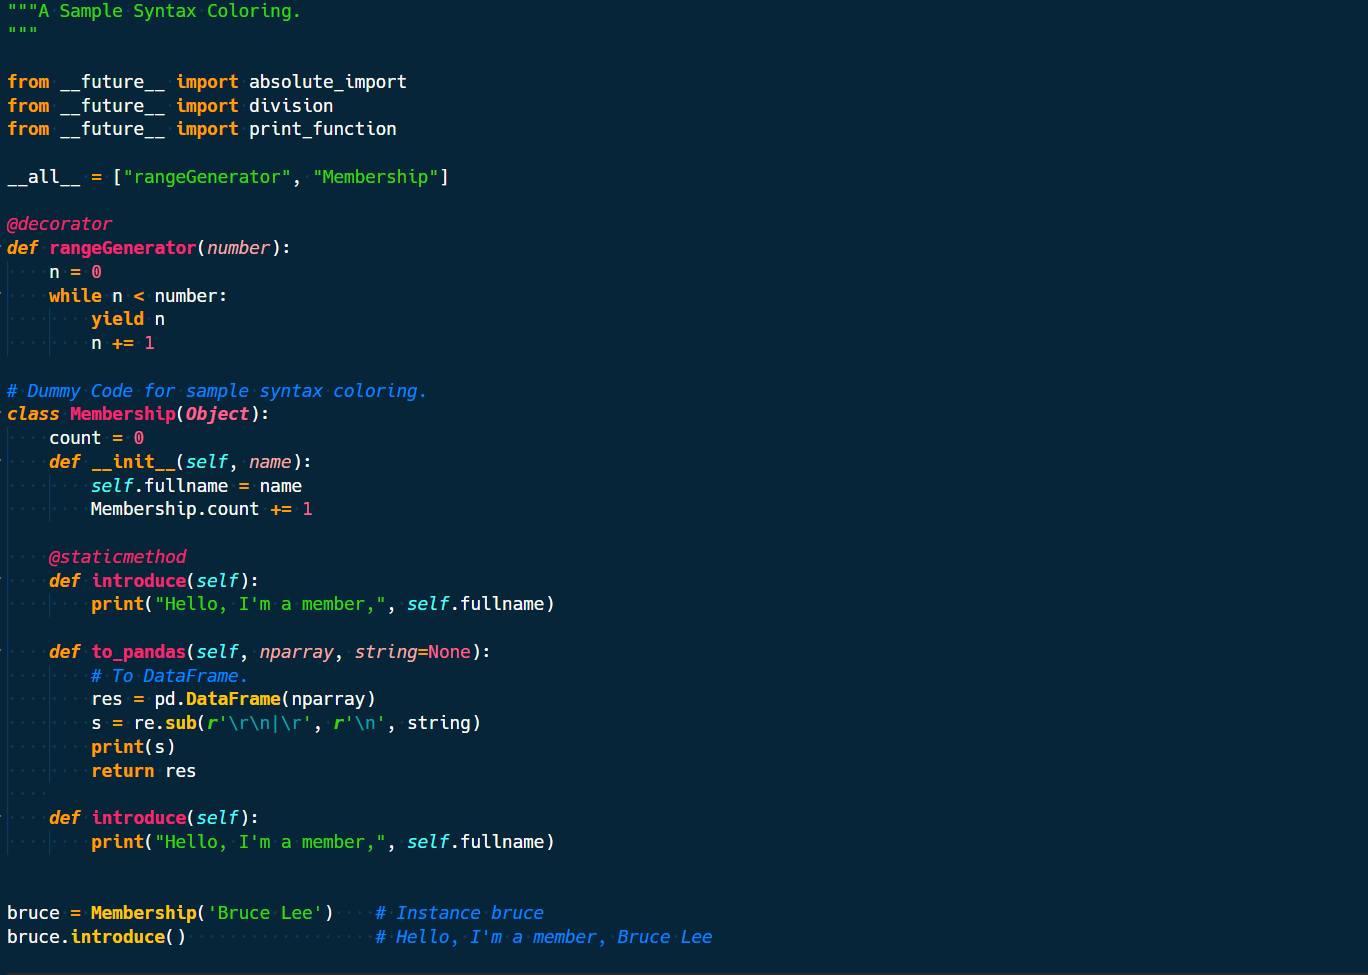 """A Sample Syntax Coloring.
"""
from __future__ import absolute_import
from __future__ import division
from __future__ import print_function
__all__ = ["rangeGenerator", "Membership"]
@decorator
def rangeGenerator(number):
    n = 0
    while n < number:
        yield n
        n += 1
# Dummy Code for sample syntax coloring.
class Membership(Object):
    count = 0
    def __init__(self, name):
        self.fullname = name
        Membership.count += 1
    @staticmethod
    def introduce(self):
        print("Hello, I'm a member,", self.fullname)
    def to_pandas(self, nparray, string=None):
        # To DataFrame.
        res = pd.DataFrame(nparray)
        s = re.sub(r'\r\n|\r', r'\n', string)
        print(s)
        return res
    def introduce(self):
        print("Hello, I'm a member,", self.fullname)
bruce = Membership('Bruce Lee')    # Instance bruce
bruce.introduce()                  # Hello, I'm a member, Bruce Lee